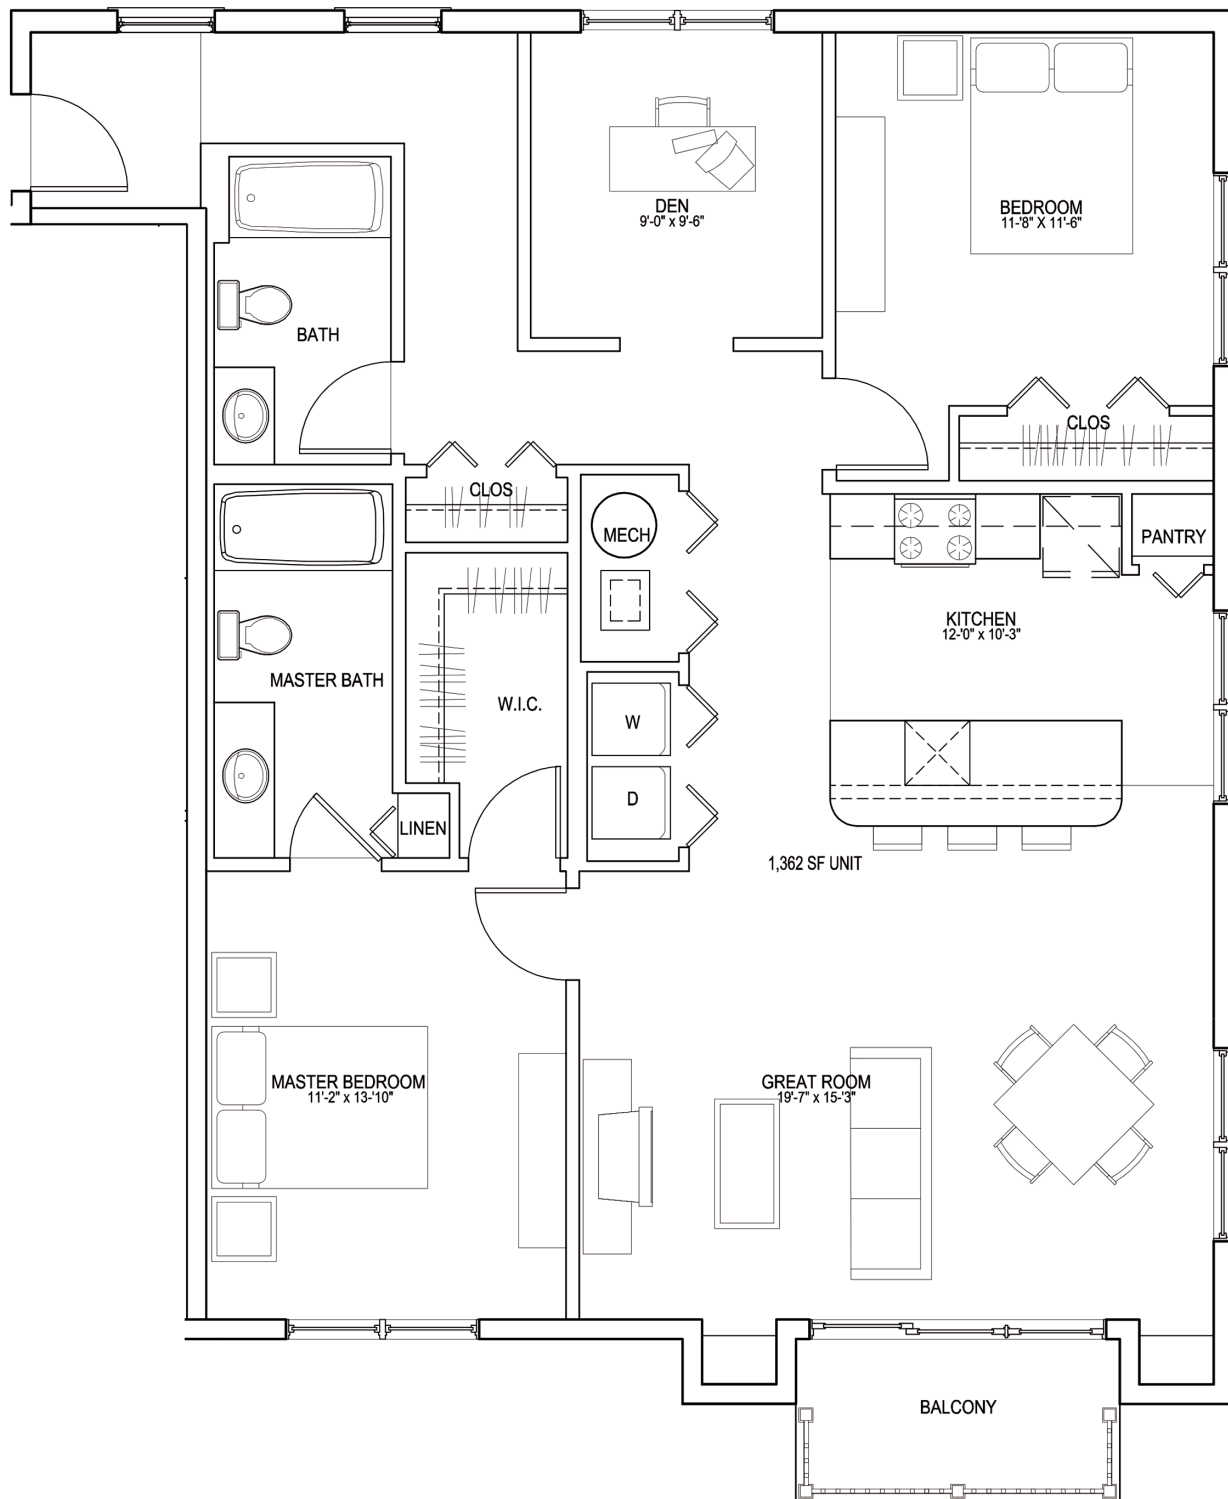 DEN
9'-0" x 9'-6"
BEDROOM
11-'8" X 11'-6"
BATH
CLOS
CLOS
MECH
PANTRY
KITCHEN
12-'0" x 10'-3"
MASTER BATH
W.I.C.
W
D
LINEN
1,362 SF UNIT
MASTER BEDROOM
11'-2" x 13-'10"
GREAT ROOM
19'-7" x 15-'3"
BALCONY